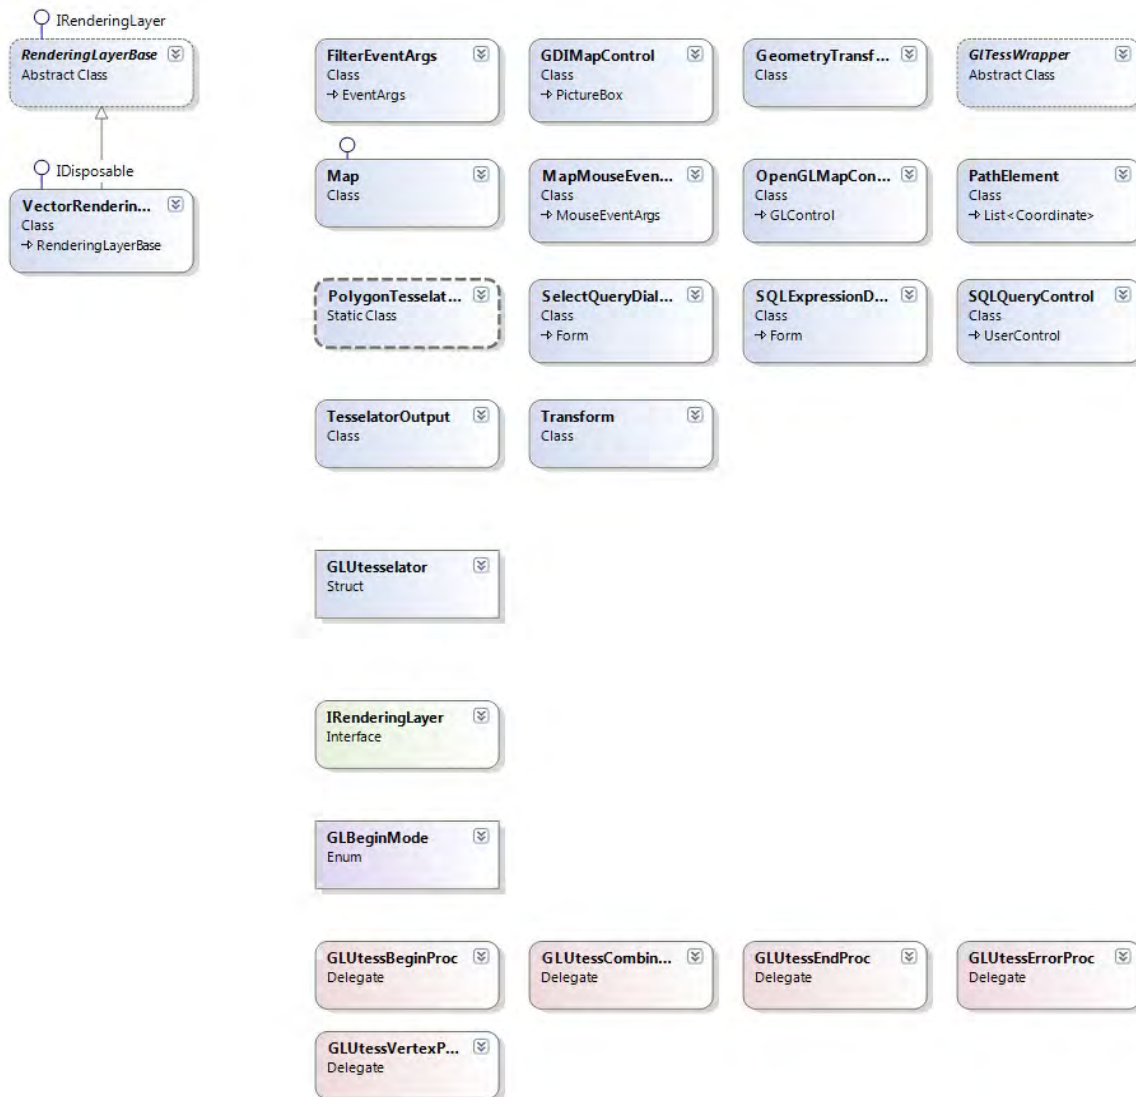 IRenderingLayer
RenderingLayerBase
Abstract Class
IDisposable
VectorRenderin...
Class
RenderingLayerBase
FilterEventArgs
Class
EventArgs
GDIMapControl
Class
PictureBox
GeometryTransf...
Class
GlTessWrapper
Abstract Class
Map
Class
MapMouseEven...
Class
MouseEventArgs
OpenGLMapCon...
Class
GLControl
PathElement
Class
List<Coordinate>
PolygonTesselat...
Static Class
SelectQueryDial...
Class
Form
SQLExpressionD...
Class
Form
SQLQueryControl
Class
UserControl
TesselatorOutput
Class
Transform
Class
GLUtesselator
Struct
IRenderingLayer
Interface
GLBeginMode
Enum
GLUtessBeginProc
Delegate
GLUtessCombin...
Delegate
GLUtessEndProc
Delegate
GLUtessErrorProc
Delegate
GLUtessVertexP...
Delegate